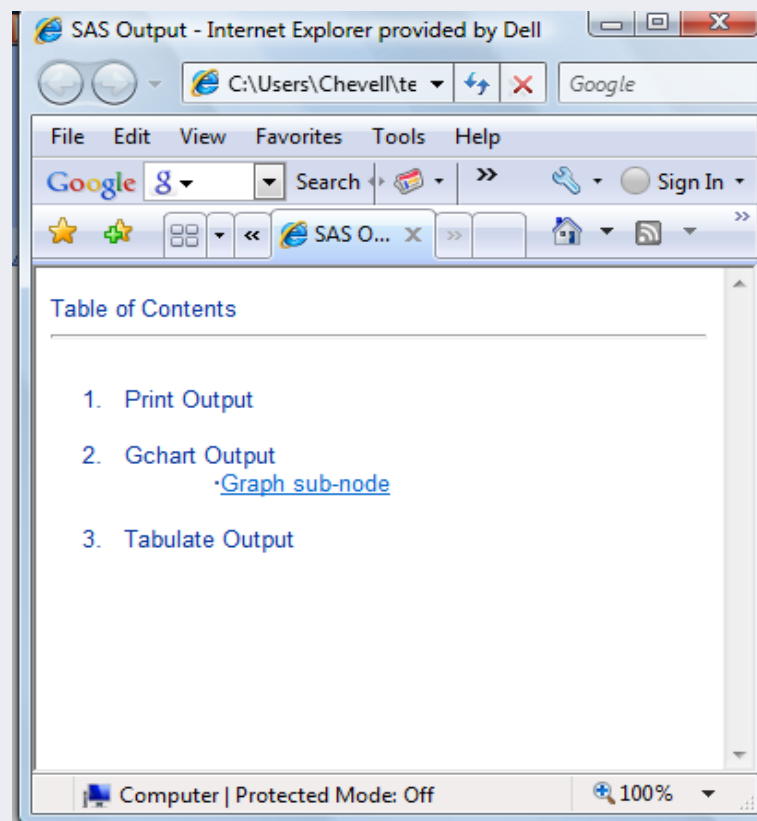 SAS Output - Internet Explorer provided by Dell
C:\Users\Chevell\te
Google
File Edit View Favorites Tools Help
Google g Search » Sign In
« SAS O... » »
Table of Contents
1. Print Output
2. Gchart Output
·Graph sub-node
3. Tabulate Output
Computer | Protected Mode: Off 100%